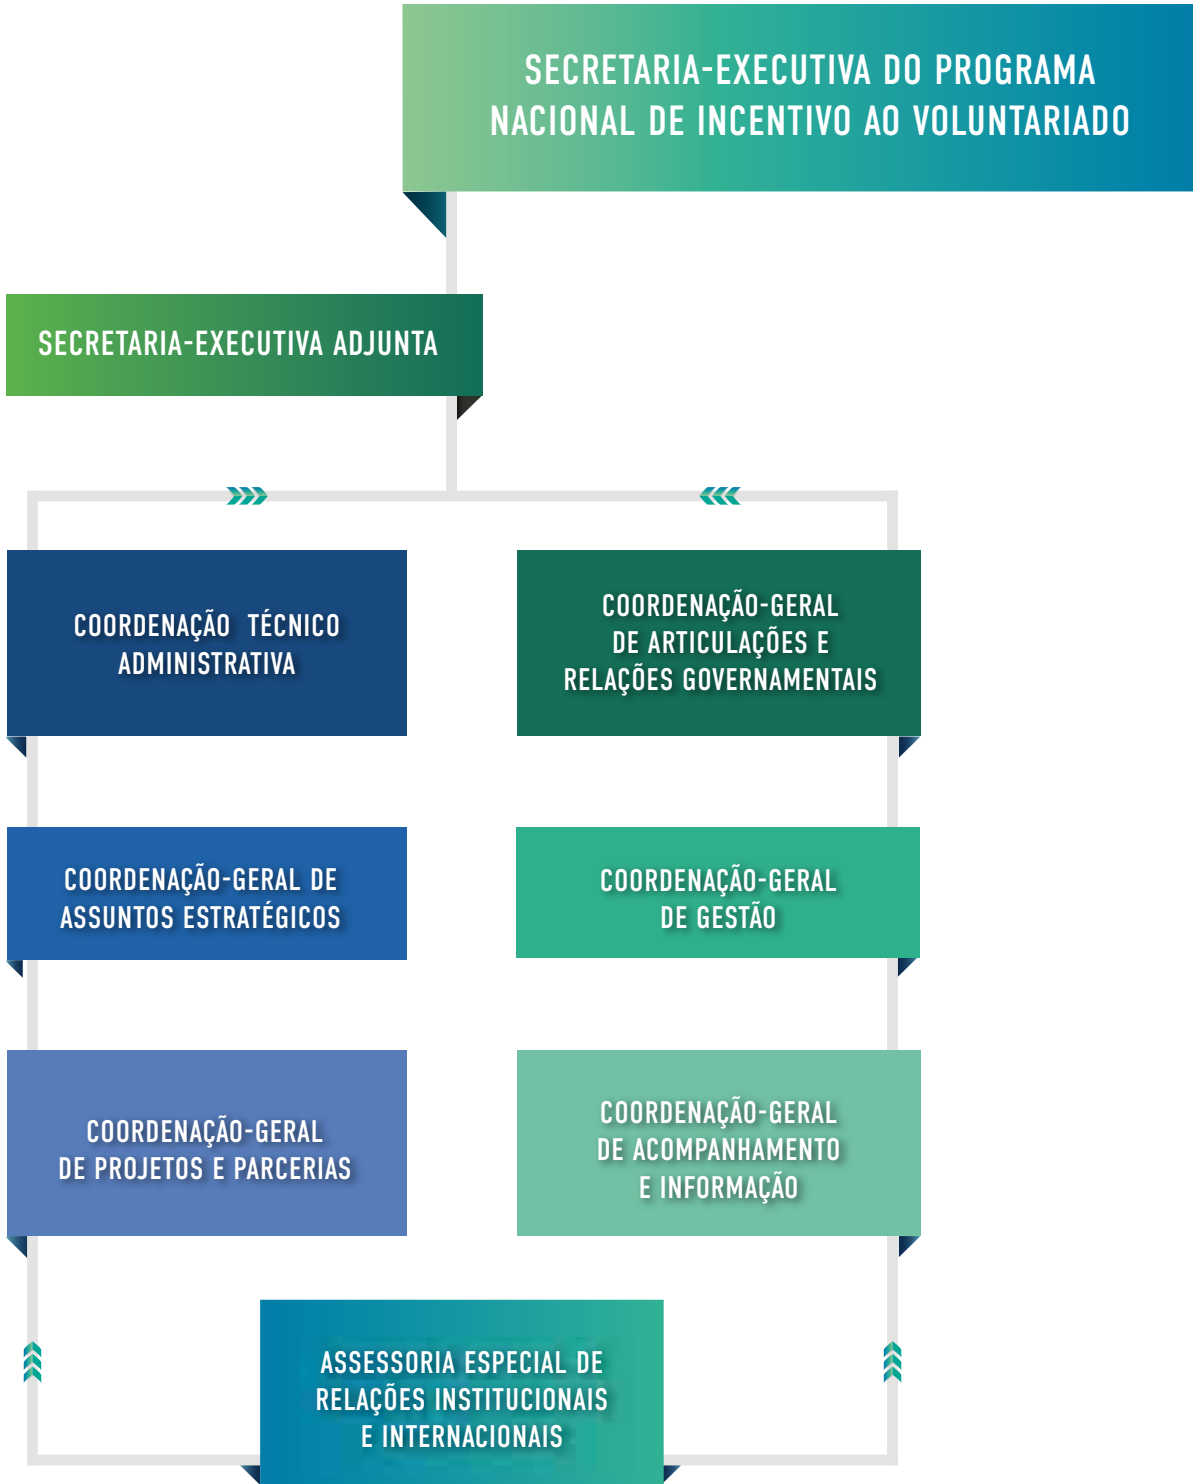 SECRETARIA-EXECUTIVA DO PROGRAMA
NACIONAL DE INCENTIVO AO VOLUNTARIADO
SECRETARIA-EXECUTIVA ADJUNTA
COORDENAÇÃO TÉCNICO
ADMINISTRATIVA
COORDENAÇÃO-GERAL
DE ARTICULAÇÕES E
RELAÇÕES GOVERNAMENTAIS
COORDENAÇÃO-GERAL DE
ASSUNTOS ESTRATÉGICOS
COORDENAÇÃO-GERAL
DE GESTÃO
COORDENAÇÃO-GERAL
DE PROJETOS E PARCERIAS
COORDENAÇÃO-GERAL
DE ACOMPANHAMENTO
E INFORMAÇÃO
ASSESSORIA ESPECIAL DE
RELAÇÕES INSTITUCIONAIS
E INTERNACIONAIS